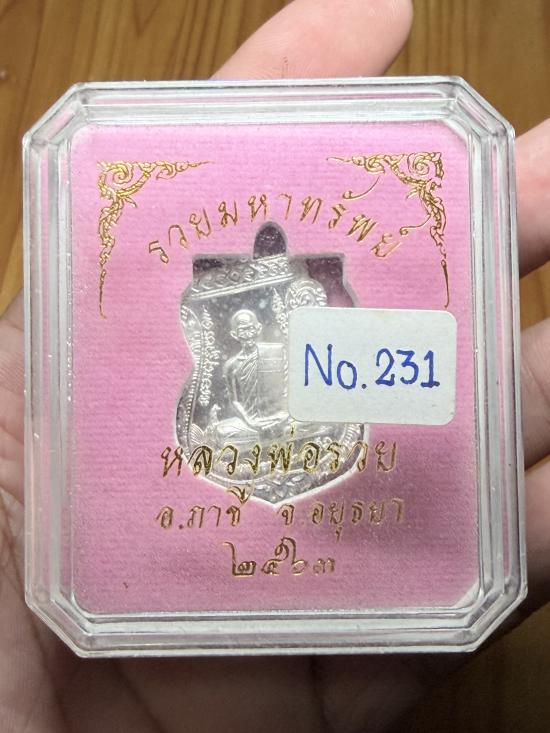 รวยมหาทรัพย์
No. 231
หลวงพ่อรวย
อ.ภาชี จ.อยุธยา
๒๕๖๓